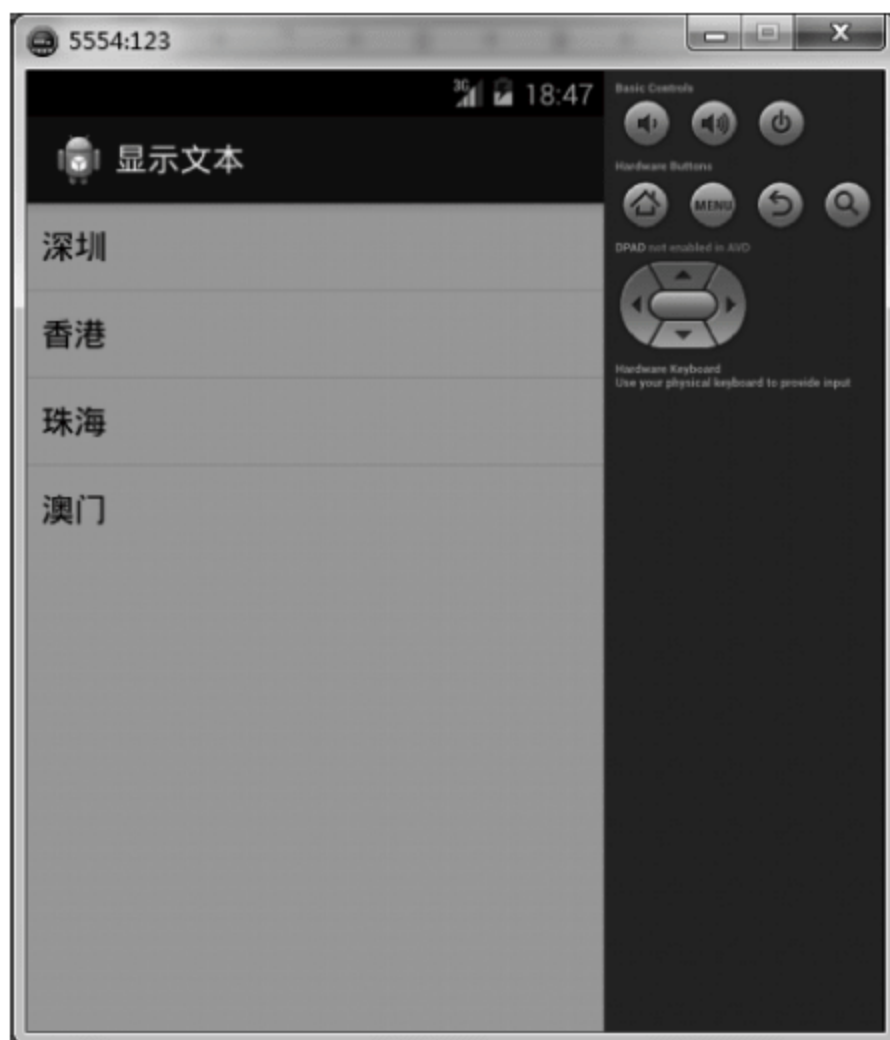 5554:123
3G 18:47
显示文本
深圳
香港
珠海
澳门
Basic Controls
Hardware Buttons
MENU
DPAD not enabled in AVD
Hardware Keyboard
Use your physical keyboard to provide input